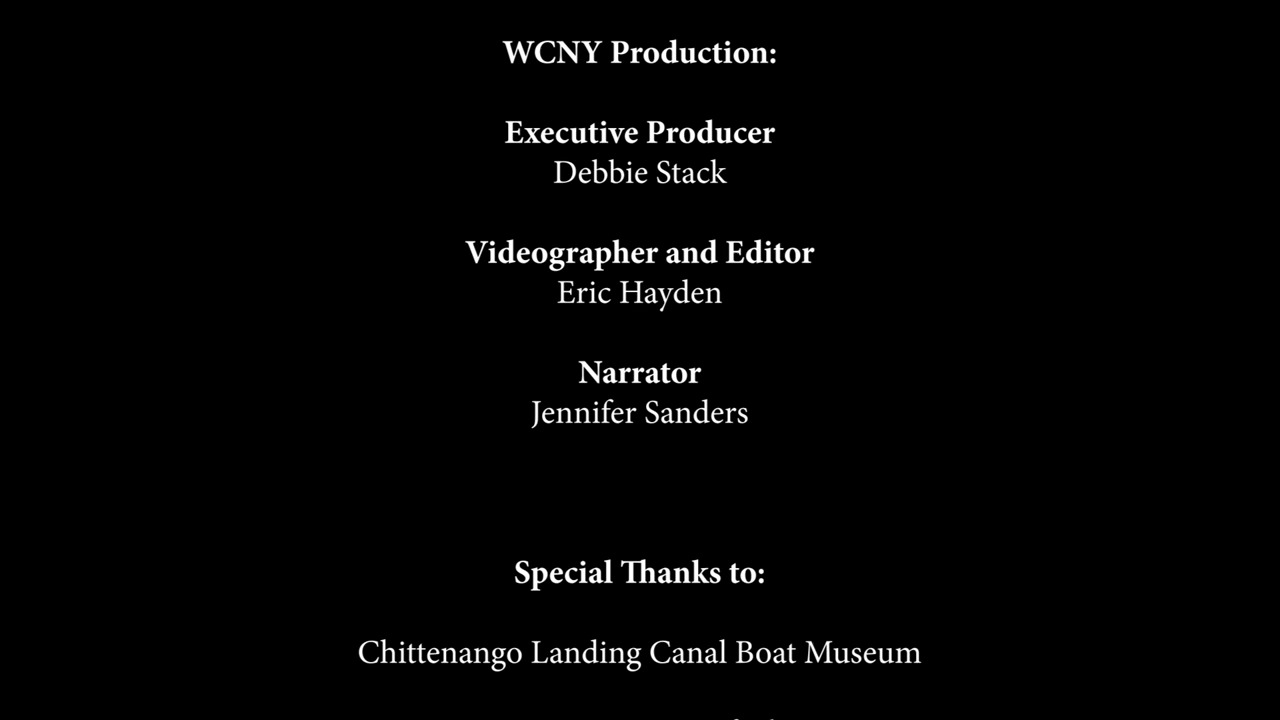 WCNY Production:
Executive Producer
Debbie Stack
Videographer and Editor
Eric Hayden
Narrator
Jennifer Sanders
Special Thanks to:
Chittenango Landing Canal Boat Museum